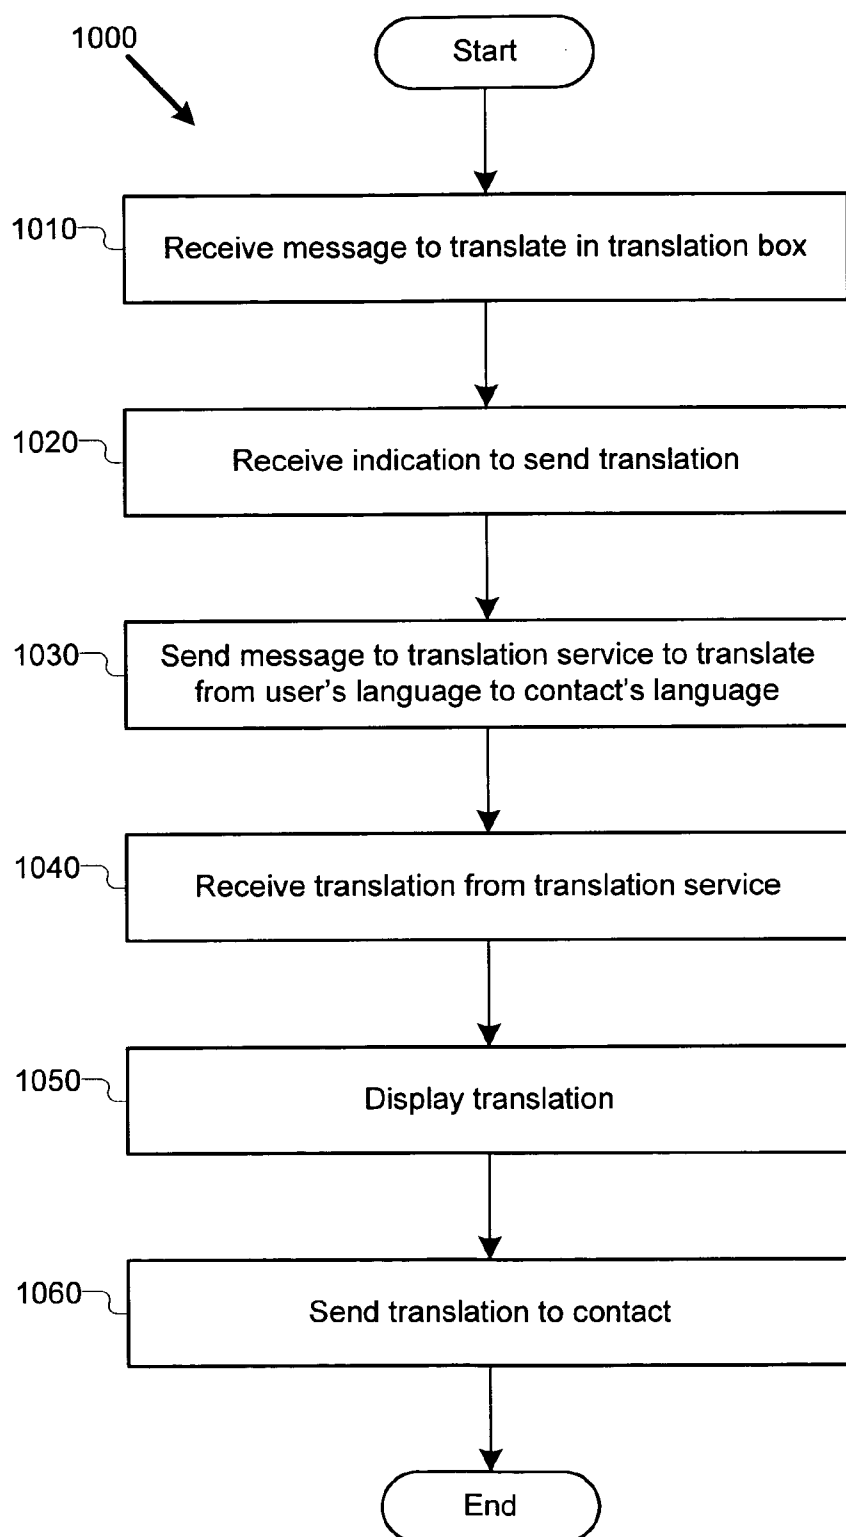 1000
Start
1010
Receive message to translate in translation box
1020
Receive indication to send translation
1030
Send message to translation service to translate
from user's language to contact's language
1040
Receive translation from translation service
1050
Display translation
1060
Send translation to contact
End